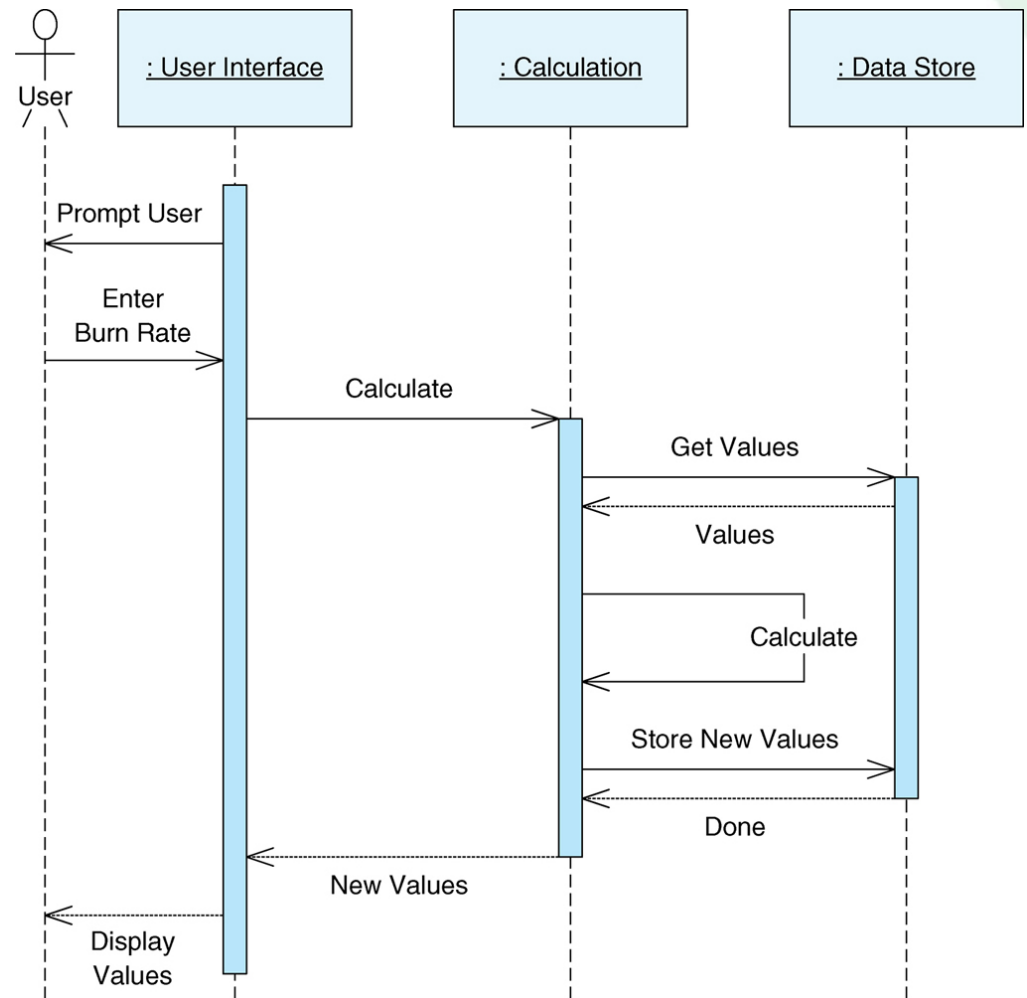 : User Interface
: Calculation
: Data Store
User
Prompt User
Enter
Burn Rate
Calculate
Get Values
Values
Calculate
Store New Values
Done
New Values
Display
Values